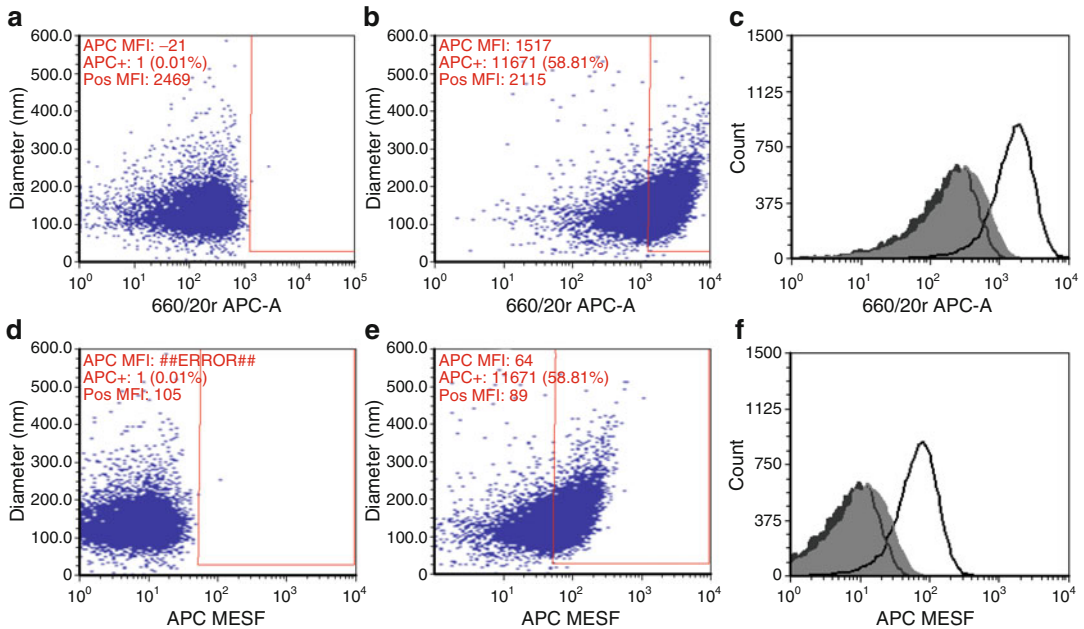 a
APC MFI: –21
APC+: 1 (0.01%)
Pos MFI: 2469
600.0
500.0
400.0
300.0
200.0
100.0
0
Diameter (nm)
10^0 10^1 10^2 10^3 10^4 10^5
660/20r APC-A
b
APC MFI: 1517
APC+: 11671 (58.81%)
Pos MFI: 2115
600.0
500.0
400.0
300.0
200.0
100.0
0
Diameter (nm)
10^0 10^1 10^2 10^3 10^4
660/20r APC-A
c
1500
1125
750
375
0
Count
10^0 10^1 10^2 10^3 10^4
660/20r APC-A
d
APC MFI: ##ERROR##
APC+: 1 (0.01%)
Pos MFI: 105
600.0
500.0
400.0
300.0
200.0
100.0
0
Diameter (nm)
10^0 10^1 10^2 10^3 10^4
APC MESF
e
APC MFI: 64
APC+: 11671 (58.81%)
Pos MFI: 89
600.0
500.0
400.0
300.0
200.0
100.0
0
Diameter (nm)
10^1 10^2 10^3 10^4
APC MESF
f
1500
1125
750
375
0
Count
10^0 10^1 10^2 10^3 10^4
APC MESF